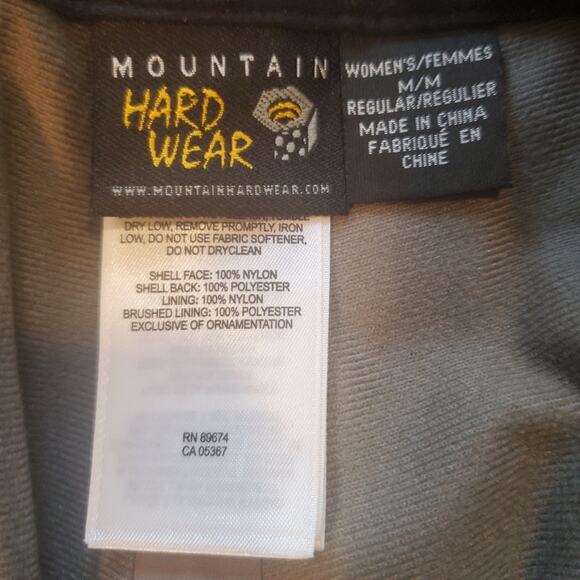 MOUNTAIN
HARD
WEAR
WWW.MOUNTAINHARDWEAR.COM
WOMEN'S/FEMMES
M/M
REGULAR/REGULIER
MADE IN CHINA
FABRIQUÉ EN
CHINE
DRY LOW, REMOVE PROMPTLY, IRON
LOW, DO NOT USE FABRIC SOFTENER,
DO NOT DRYCLEAN
SHELL FACE: 100% NYLON
SHELL BACK: 100% POLYESTER
LINING: 100% NYLON
BRUSHED LINING: 100% POLYESTER
EXCLUSIVE OF ORNAMENTATION
RN 89674
CA 05367